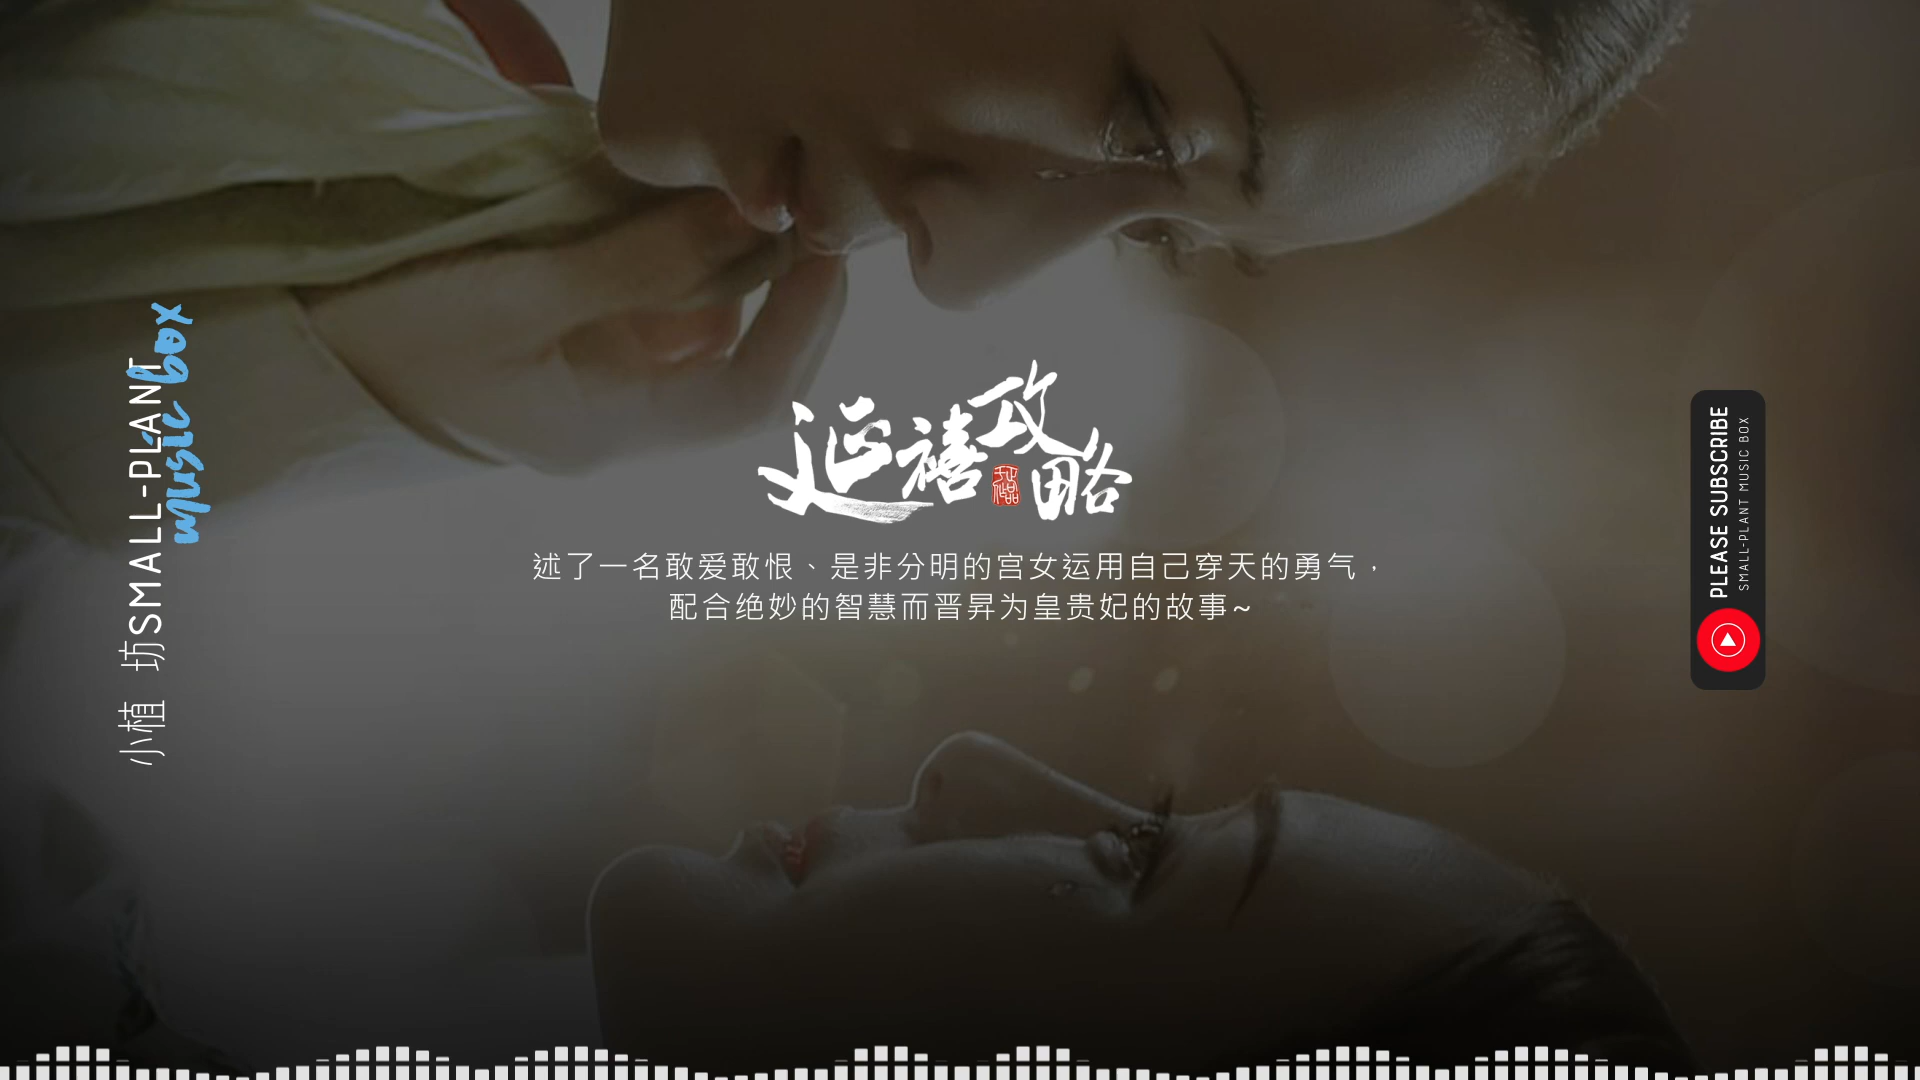 小植 坊SMALL-PLANT
music box
延禧攻略
述了一名敢爱敢恨、是非分明的宫女运用自己穿天的勇气，
配合绝妙的智慧而晋昇为皇贵妃的故事~
PLEASE SUBSCRIBE
SMALL-PLANT MUSIC BOX